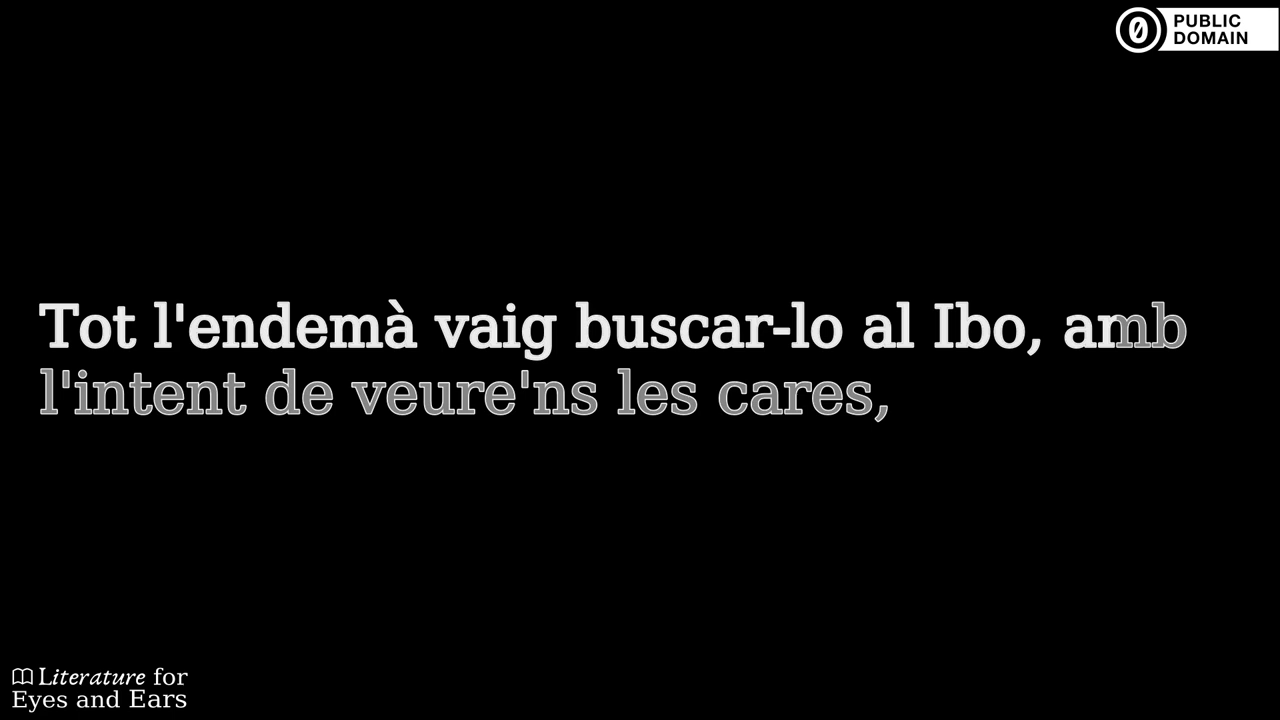 PUBLIC
DOMAIN
Tot l'endemà vaig buscar-lo al Ibo, amb
l'intent de veure'ns les cares,
Literature for
Eyes and Ears